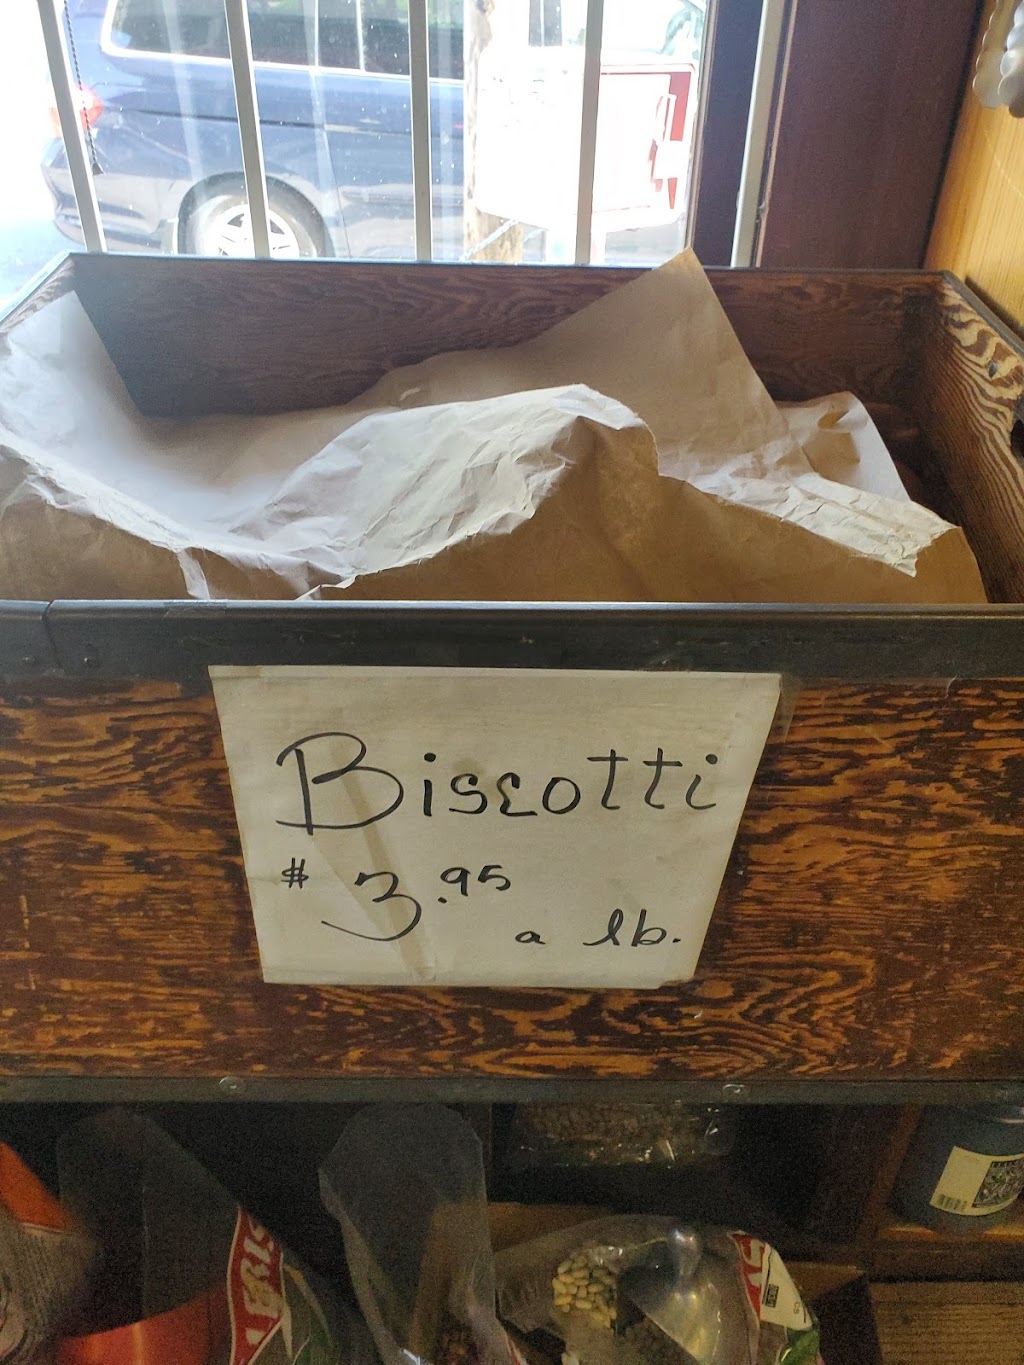 Biscotti
$3.95
a lb.